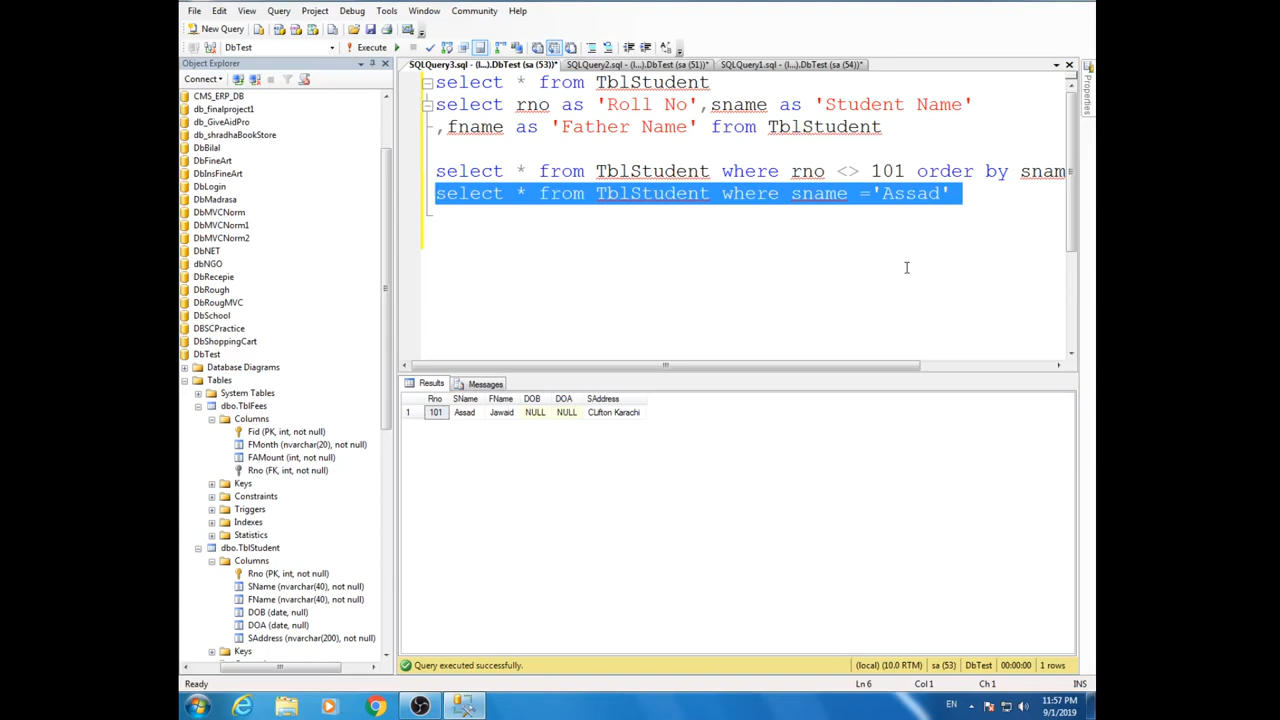 File Edit View Query Project Debug Tools Window Community Help
New Query
DbTest Execute
Object Explorer
Connect
CMS_ERP_DB
db_finalproject1
db_GiveAidPro
db_shradhaBookStore
DbBilal
DbFineArt
DbInsFineArt
DbLogin
DbMadrasa
DbMVCNorm
DbMVCNorm1
DbMVCNorm2
DbNET
dbNGO
DbRecepie
DbRough
DbRougMVC
DbSchool
DBSCPractice
DbShoppingCart
DbTest
Database Diagrams
Tables
System Tables
dbo.TblFees
Columns
Fid (PK, int, not null)
FMonth (nvarchar(20), not null)
FAMount (int, not null)
Rno (FK, int, not null)
Keys
Constraints
Triggers
Indexes
Statistics
dbo.TblStudent
Columns
Rno (PK, int, not null)
SName (nvarchar(40), not null)
FName (nvarchar(40), not null)
DOB (date, null)
DOA (date, null)
SAddress (nvarchar(200), not null)
Keys
SQLQuery3.sql - (l...).DbTest (sa (53))* SQLQuery2.sql - (l...).DbTest (sa (51))* SQLQuery1.sql - (l...).DbTest (sa (54))*
select * from TblStudent
select rno as 'Roll No',sname as 'Student Name'
,fname as 'Father Name' from TblStudent
select * from TblStudent where rno <> 101 order by snam
select * from TblStudent where sname ='Assad'
Properties
Results Messages
Rno SName FName DOB DOA SAddress
1 101 Assad Jawaid NULL NULL CLifton Karachi
Query executed successfully. (local) (10.0 RTM) sa (53) DbTest 00:00:00 1 rows
Ready Ln 6 Col 1 Ch 1 INS
EN 11:57 PM
9/1/2019